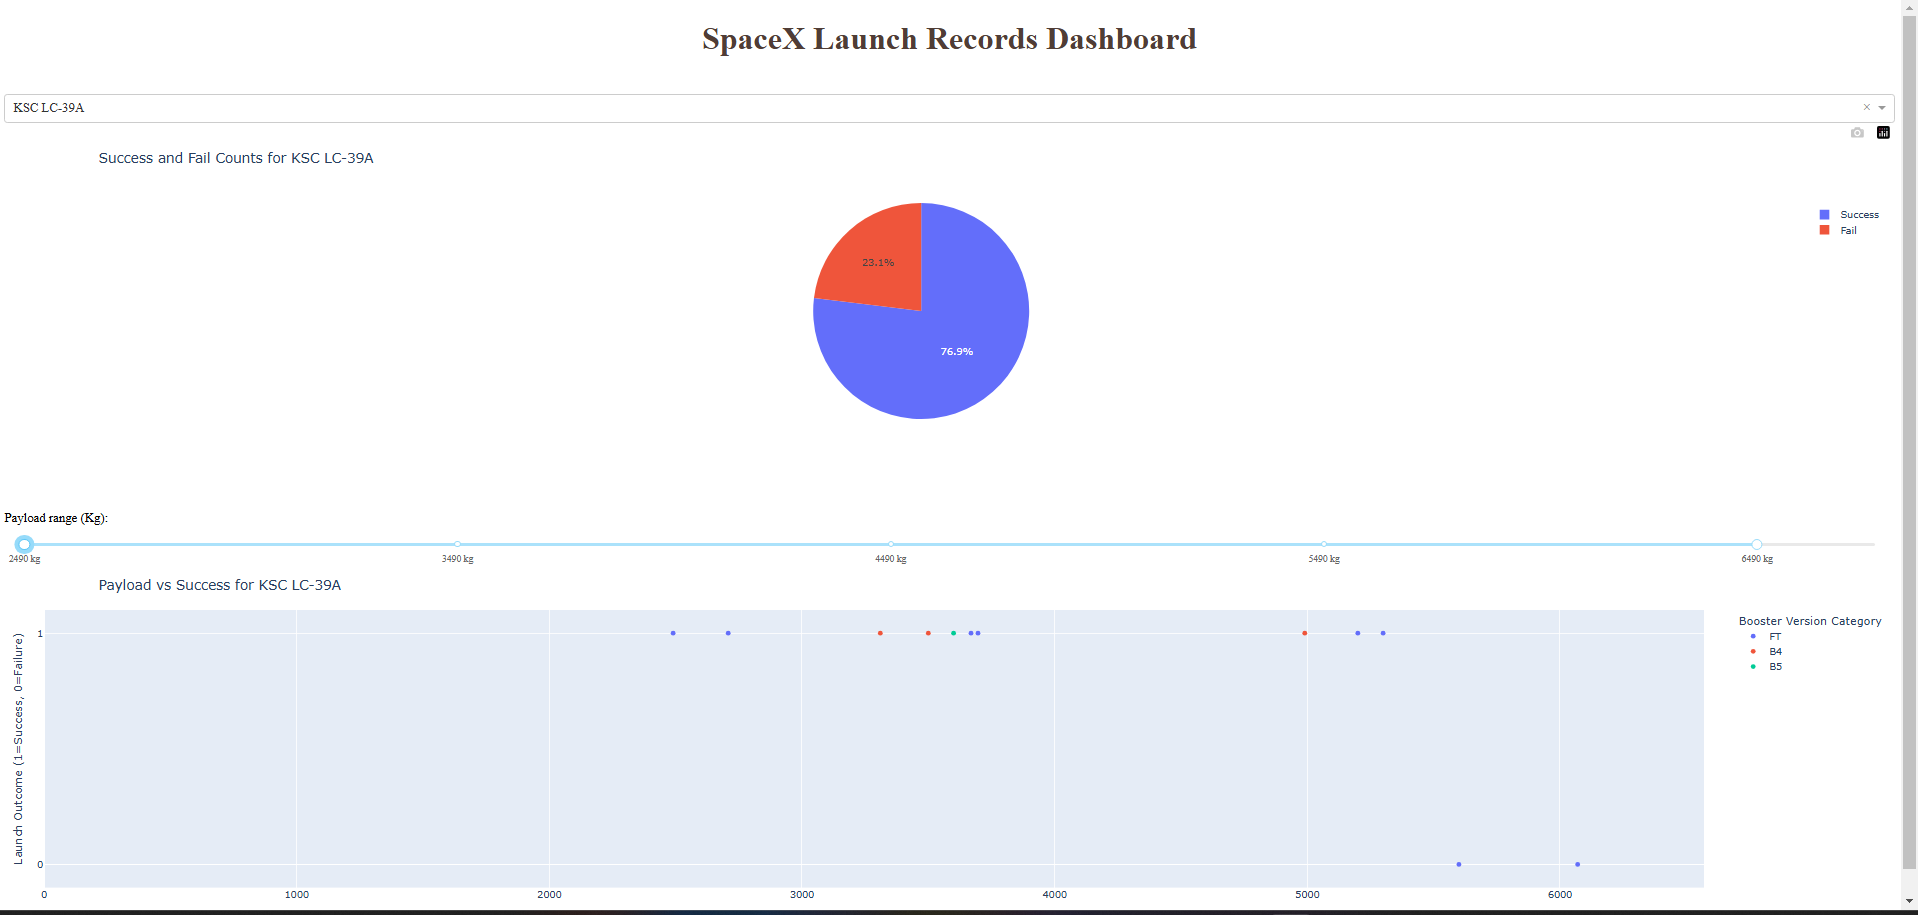 SpaceX Launch Records Dashboard
KSC LC-39A
Success and Fail Counts for KSC LC-39A
Success
Fail
23.1%
76.9%
Payload range (Kg):
2490 kg 3490 kg 4490 kg 5490 kg 6490 kg
Payload vs Success for KSC LC-39A
Launch Outcome (1=Success, 0=Failure)
1
0
0 1000 2000 3000 4000 5000 6000
Booster Version Category
FT
B4
B5